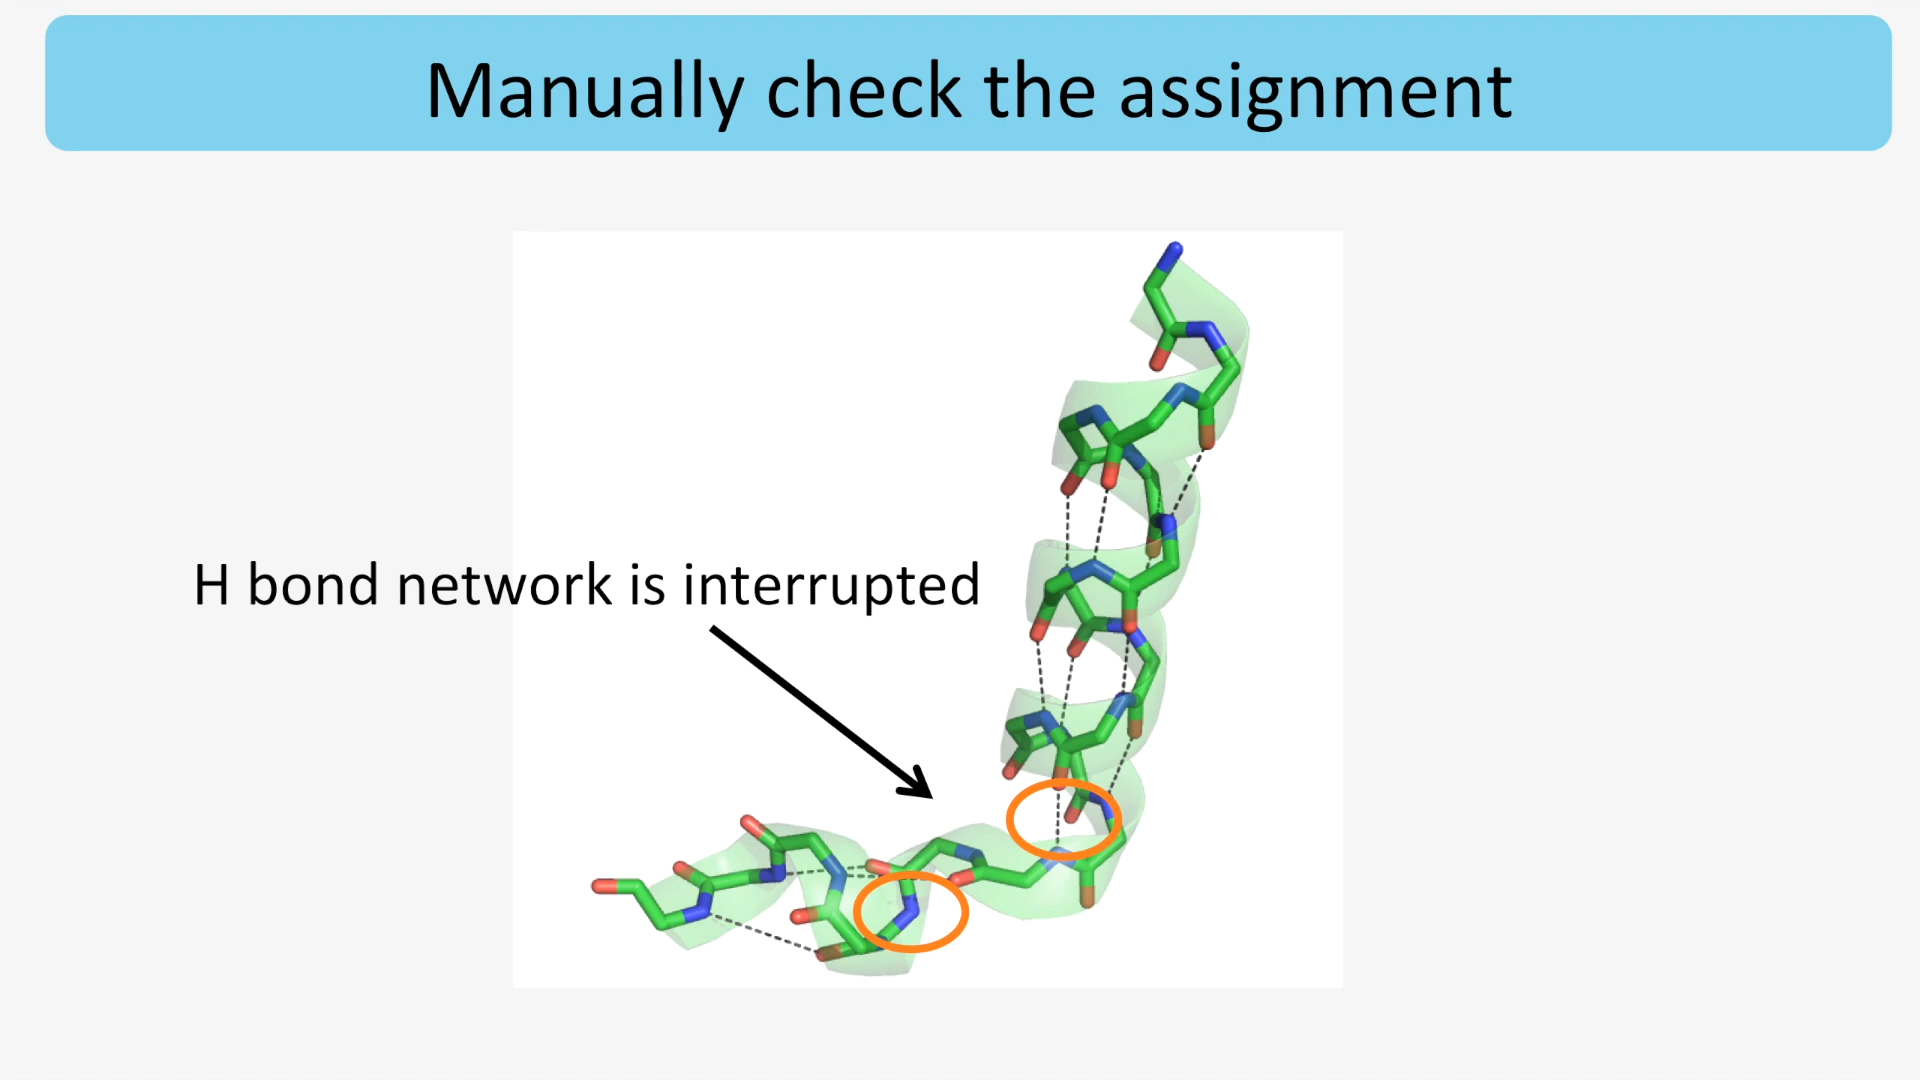 Manually check the assignment
H bond network is interrupted